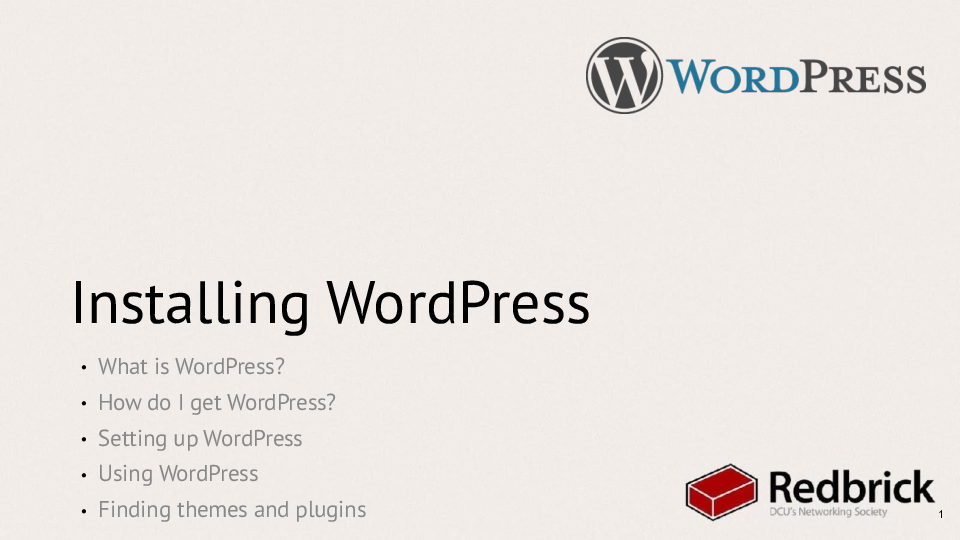 WORDPRESS
Installing WordPress
• What is WordPress?
• How do I get WordPress?
• Setting up WordPress
• Using WordPress
• Finding themes and plugins
Redbrick
DCU's Networking Society
1